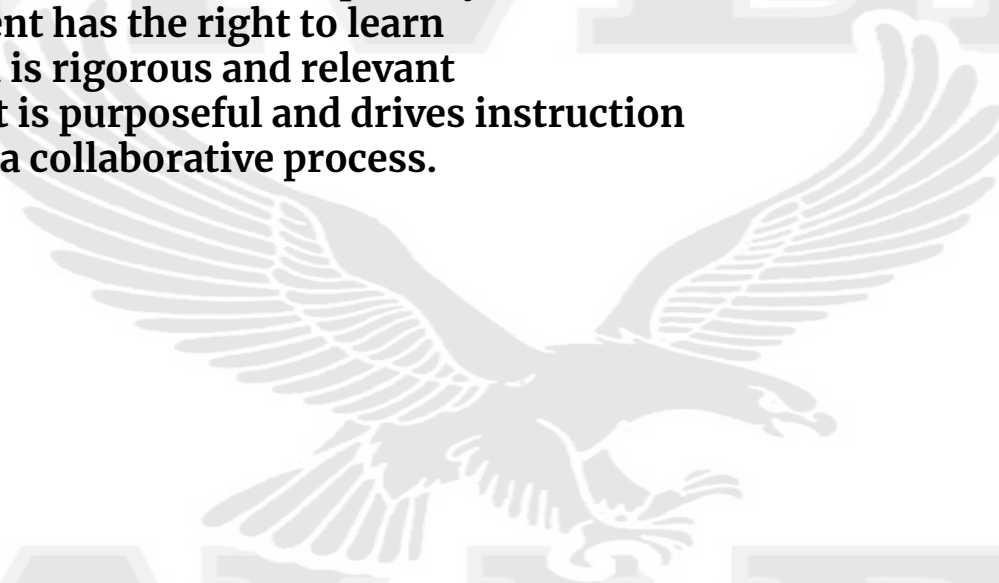 ent has the right to learn
is rigorous and relevant
t is purposeful and drives instruction
a collaborative process.